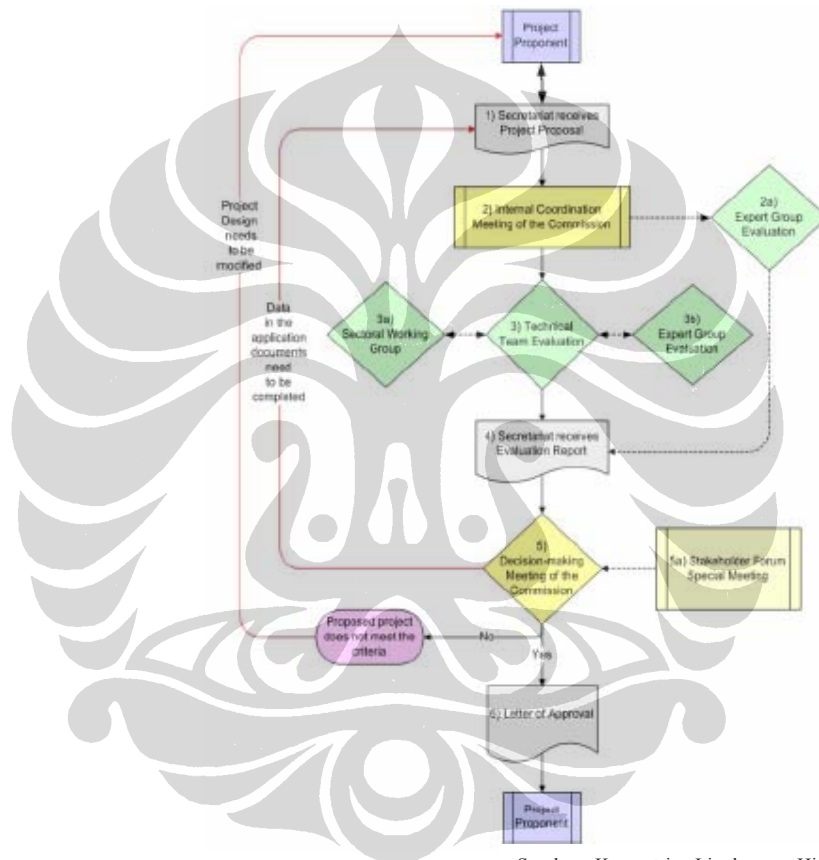 Project
Proponent
1) Secretariat receives
Project Proposal
2) Internal Coordination
Meeting of the Commission
2a)
Expert Group
Evaluation
Project
Design
needs
to be
modified
Data
in the
application
documents
need
to be
completed
3a)
Sectoral Working
Group
3) Technical
Team Evaluation
3b)
Expert Group
Evaluation
4) Secretariat receives
Evaluation Report
5)
Decision-making
Meeting of the
Commission
5a) Stakeholder Forum
Special Meeting
Proposed project
does not meet the
criteria
No
Yes
6) Letter of Approval
Project
Proponent